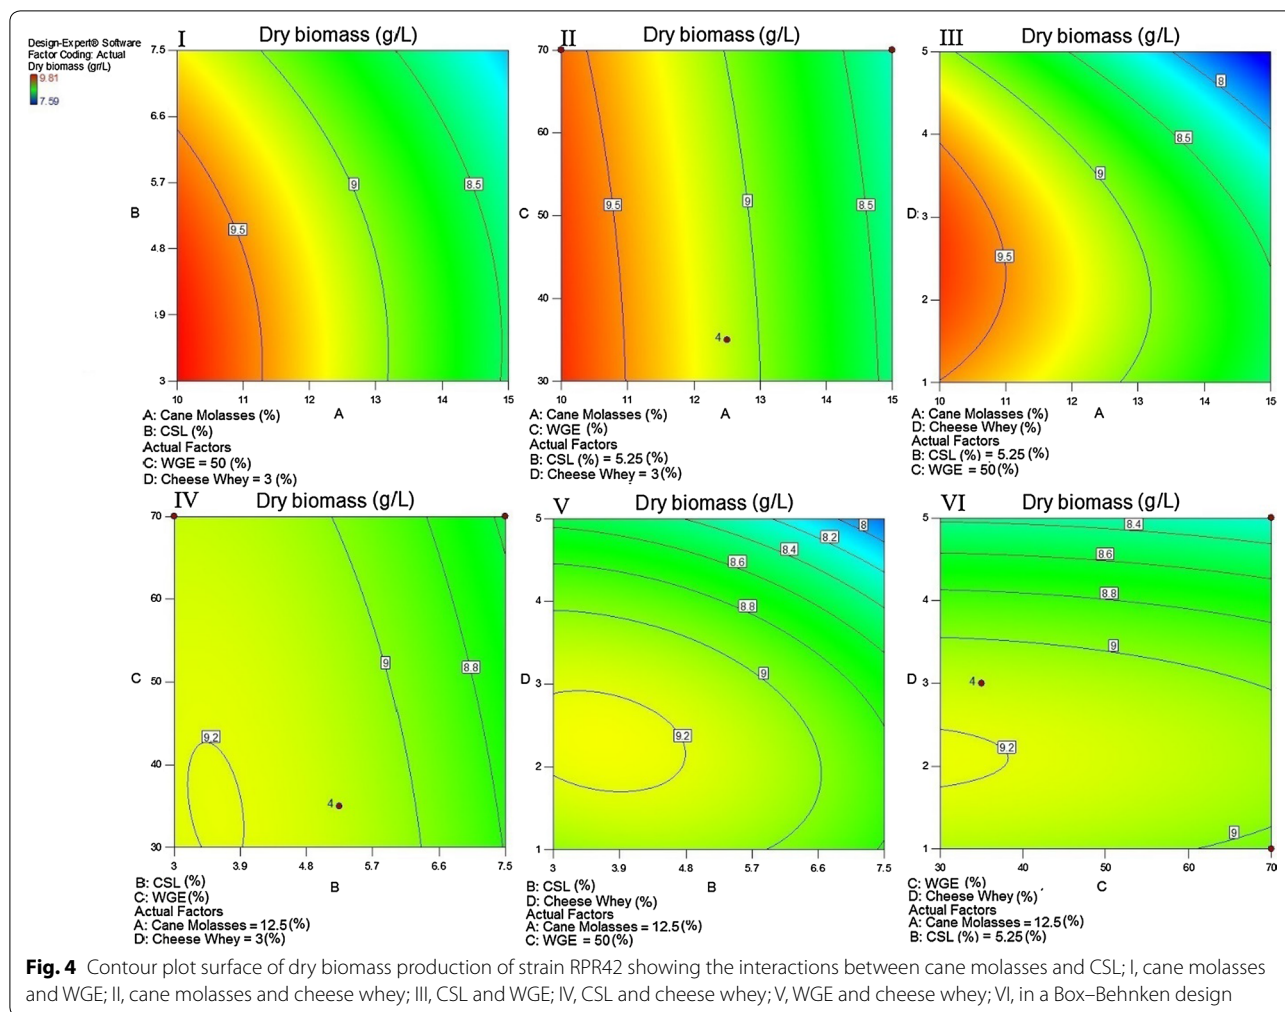 Design-Expert® Software
Factor Coding: Actual
Dry biomass (gr/L)
9.81
7.59
I
Dry biomass (g/L)
7.5
6.6
5.7
4.8
3
B
9.5
9
8.5
10 11 12 13 14 15
A
A: Cane Molasses (%)
B: CSL (%)
Actual Factors
C: WGE = 50 (%)
D: Cheese Whey = 3 (%)
II
Dry biomass (g/L)
70
60
50
40
30
C
9.5
9
8.5
4
10 11 12 13 14 15
A
A: Cane Molasses (%)
C: WGE (%)
Actual Factors
B: CSL (%) = 5.25 (%)
D: Cheese Whey = 3(%)
III
Dry biomass (g/L)
5
4
3
2
1
D:
8
8.5
9
9.5
10 11 12 13 14 15
A
A: Cane Molasses (%)
D: Cheese Whey (%)
Actual Factors
B: CSL (%) = 5.25 (%)
C: WGE = 50(%)
IV
Dry biomass (g/L)
70
60
50
40
30
C
9
8.8
9.2
4
3 3.9 4.8 5.7 6.6 7.5
B
B: CSL (%)
C: WGE(%)
Actual Factors
A: Cane Molasses = 12.5(%)
D: Cheese Whey = 3(%)
V
Dry biomass (g/L)
5
4
3
2
1
D
8
8.2
8.4
8.6
8.8
9
9.2
3 3.9 4.8 5.7 6.6 7.5
B
B: CSL (%)
D: Cheese Whey (%)
Actual Factors
A: Cane Molasses = 12.5(%)
C: WGE = 50(%)
VI
Dry biomass (g/L)
5
4
3
2
1
D
8.4
8.6
8.8
9
4
9.2
9
30 40 50 60 70
C
C: WGE (%)
D: Cheese Whey (%)
Actual Factors
A: Cane Molasses = 12.5(%)
B: CSL (%) = 5.25(%)
Fig. 4 Contour plot surface of dry biomass production of strain RPR42 showing the interactions between cane molasses and CSL; I, cane molasses
and WGE; II, cane molasses and cheese whey; III, CSL and WGE; IV, CSL and cheese whey; V, WGE and cheese whey; VI, in a Box–Behnken design